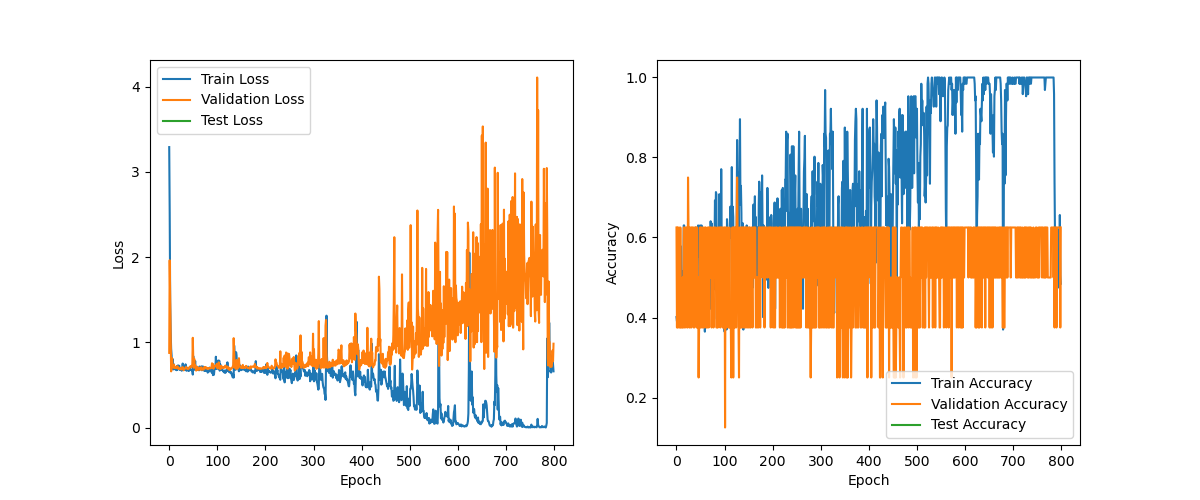 Train Loss
Validation Loss
Test Loss
4
3
2
1
0
Loss
0 100 200 300 400 500 600 700 800
Epoch
1.0
0.8
0.6
0.4
0.2
Accuracy
Train Accuracy
Validation Accuracy
Test Accuracy
0 100 200 300 400 500 600 700 800
Epoch